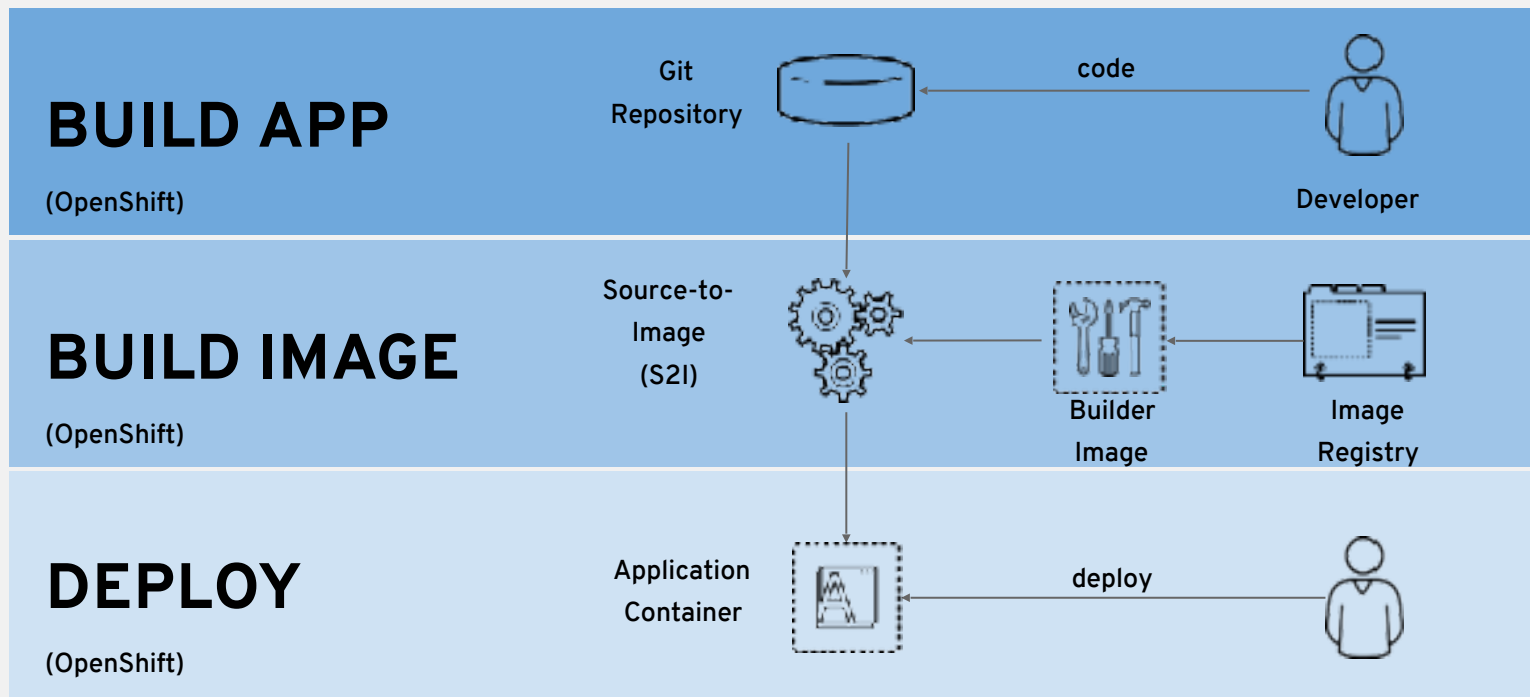 BUILD APP
(OpenShift)
Git
Repository
code
Developer
BUILD IMAGE
(OpenShift)
Source-to-
Image
(S2I)
Builder
Image
Image
Registry
DEPLOY
(OpenShift)
Application
Container
A
deploy